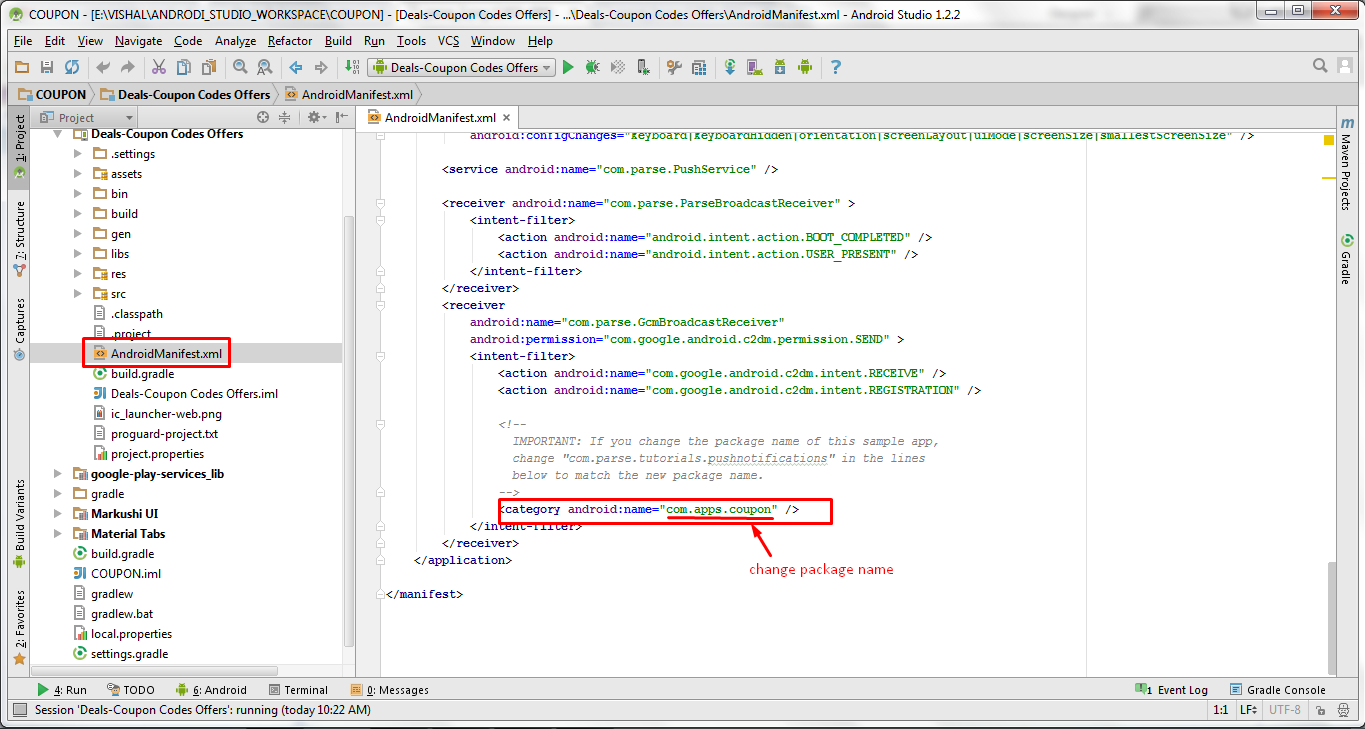 COUPON - [E:\VISHAL\ANDRODI_STUDIO_WORKSPACE\COUPON] - [Deals-Coupon Codes Offers] - ...\Deals-Coupon Codes Offers\AndroidManifest.xml - Android Studio 1.2.2
File Edit View Navigate Code Analyze Refactor Build Run Tools VCS Window Help
Deals-Coupon Codes Offers
COUPON Deals-Coupon Codes Offers AndroidManifest.xml
1: Project
7: Structure
Captures
Build Variants
2: Favorites
Project
Deals-Coupon Codes Offers
.settings
assets
bin
build
gen
libs
res
src
.classpath
.project
AndroidManifest.xml
build.gradle
Deals-Coupon Codes Offers.iml
ic_launcher-web.png
proguard-project.txt
project.properties
google-play-services_lib
gradle
Markushi UI
Material Tabs
build.gradle
COUPON.iml
gradlew
gradlew.bat
local.properties
settings.gradle
AndroidManifest.xml
android:configChanges="keyboard|keyboardHidden|orientation|screenLayout|uiMode|screenSize|smallestScreenSize" />
<service android:name="com.parse.PushService" />
<receiver android:name="com.parse.ParseBroadcastReceiver" >
<intent-filter>
<action android:name="android.intent.action.BOOT_COMPLETED" />
<action android:name="android.intent.action.USER_PRESENT" />
</intent-filter>
</receiver>
<receiver
android:name="com.parse.GcmBroadcastReceiver"
android:permission="com.google.android.c2dm.permission.SEND" >
<intent-filter>
<action android:name="com.google.android.c2dm.intent.RECEIVE" />
<action android:name="com.google.android.c2dm.intent.REGISTRATION" />
<!--
IMPORTANT: If you change the package name of this sample app,
change "com.parse.tutorials.pushnotifications" in the lines
below to match the new package name.
-->
<category android:name="com.apps.coupon" />
</intent-filter>
</receiver>
</application>
change package name
</manifest>
m Maven Projects
Gradle
4: Run TODO 6: Android Terminal 0: Messages 1 Event Log Gradle Console
Session 'Deals-Coupon Codes Offers': running (today 10:22 AM) 1:1 LF UTF-8